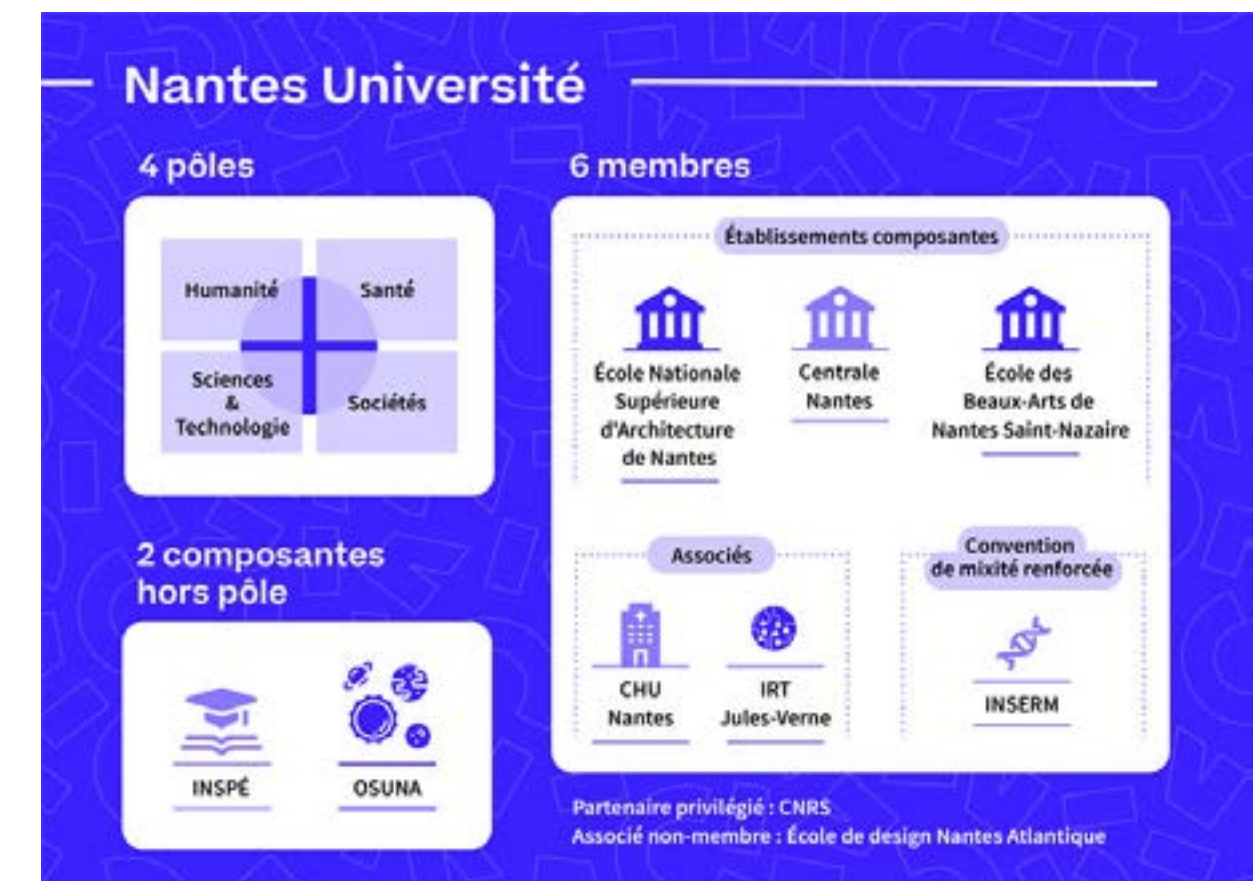 Nantes Université
4 pôles
Humanité
Santé
Sciences
&
Technologie
Sociétés
2 composantes
hors pôle
INSPÉ
OSUNA
6 membres
Établissements composantes
École Nationale
Supérieure
d'Architecture
de Nantes
Centrale
Nantes
École des
Beaux-Arts de
Nantes Saint-Nazaire
Associés
CHU
Nantes
IRT
Jules-Verne
Convention
de mixité renforcée
INSERM
Partenaire privilégié : CNRS
Associé non-membre : École de design Nantes Atlantique